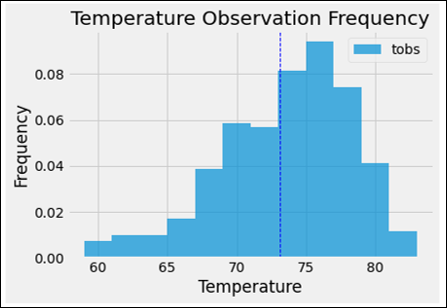 Temperature Observation Frequency
tobs
0.08
0.06
0.04
0.02
0.00
Frequency
60 65 70 75 80
Temperature